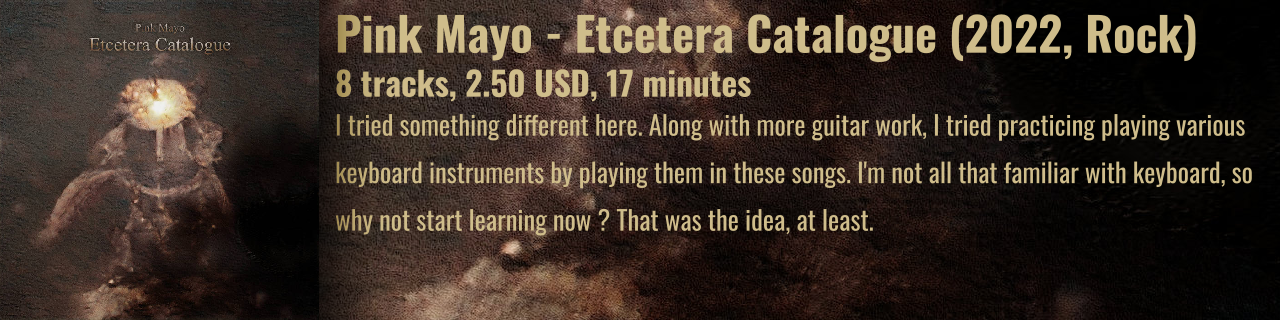 Pink Mayo
Etcetera Catalogue
Pink Mayo - Etcetera Catalogue (2022, Rock)
8 tracks, 2.50 USD, 17 minutes
I tried something different here. Along with more guitar work, I tried practicing playing various
keyboard instruments by playing them in these songs. I'm not all that familiar with keyboard, so
why not start learning now ? That was the idea, at least.